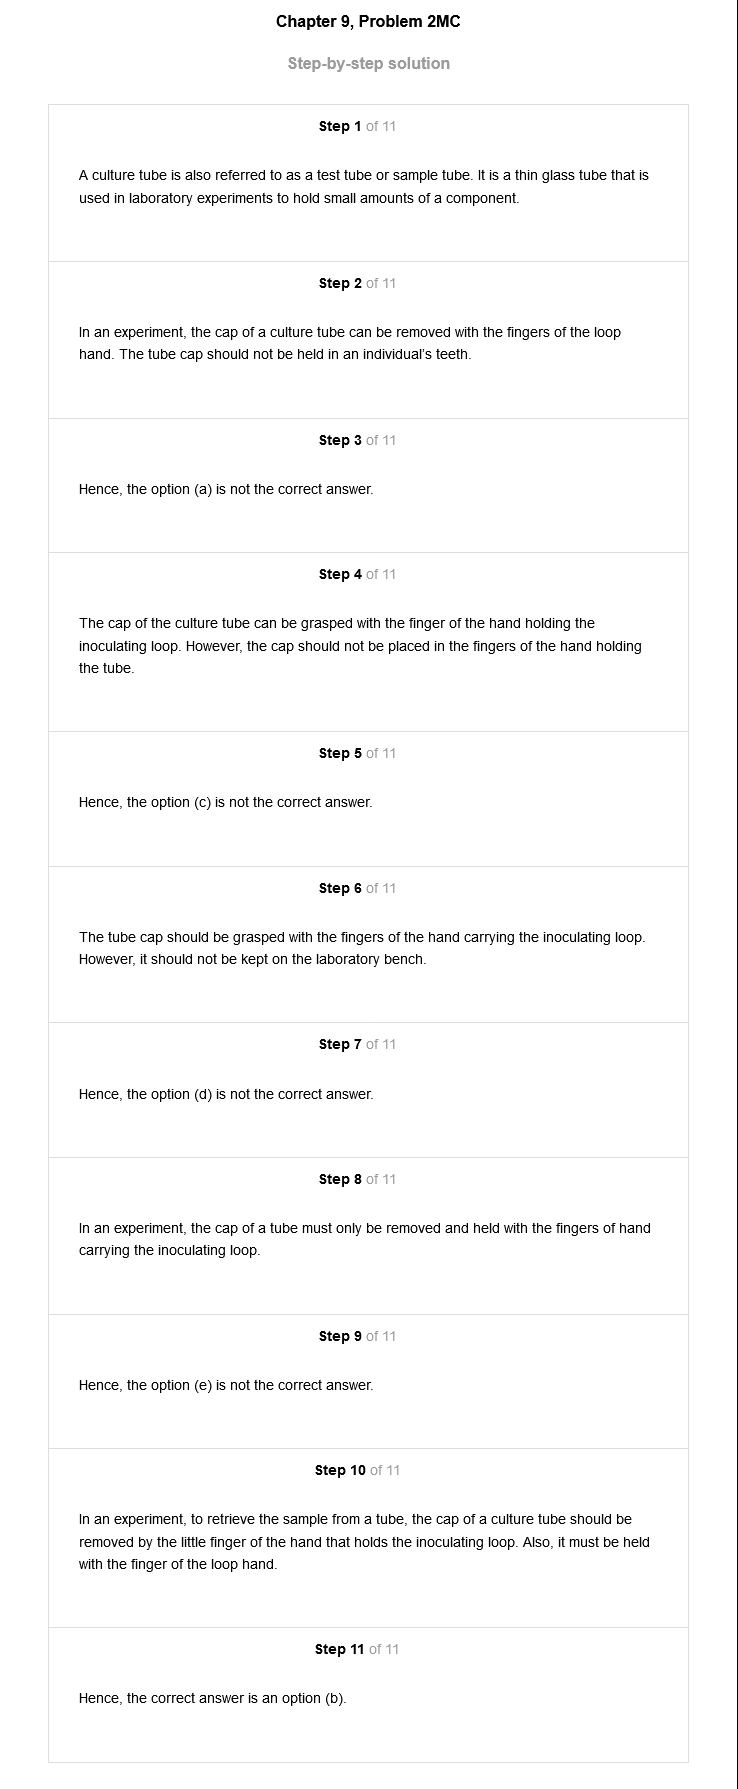 Chapter 9, Problem 2MC
Step-by-step solution
Step 1 of 11
A culture tube is also referred to as a test tube or sample tube. It is a thin glass tube that is
used in laboratory experiments to hold small amounts of a component.
Step 2 of 11
In an experiment, the cap of a culture tube can be removed with the fingers of the loop
hand. The tube cap should not be held in an individual's teeth.
Step 3 of 11
Hence, the option (a) is not the correct answer.
Step 4 of 11
The cap of the culture tube can be grasped with the finger of the hand holding the
inoculating loop. However, the cap should not be placed in the fingers of the hand holding
the tube.
Step 5 of 11
Hence, the option (c) is not the correct answer.
Step 6 of 11
The tube cap should be grasped with the fingers of the hand carrying the inoculating loop.
However, it should not be kept on the laboratory bench.
Step 7 of 11
Hence, the option (d) is not the correct answer.
Step 8 of 11
In an experiment, the cap of a tube must only be removed and held with the fingers of hand
carrying the inoculating loop.
Step 9 of 11
Hence, the option (e) is not the correct answer.
Step 10 of 11
In an experiment, to retrieve the sample from a tube, the cap of a culture tube should be
removed by the little finger of the hand that holds the inoculating loop. Also, it must be held
with the finger of the loop hand.
Step 11 of 11
Hence, the correct answer is an option (b).